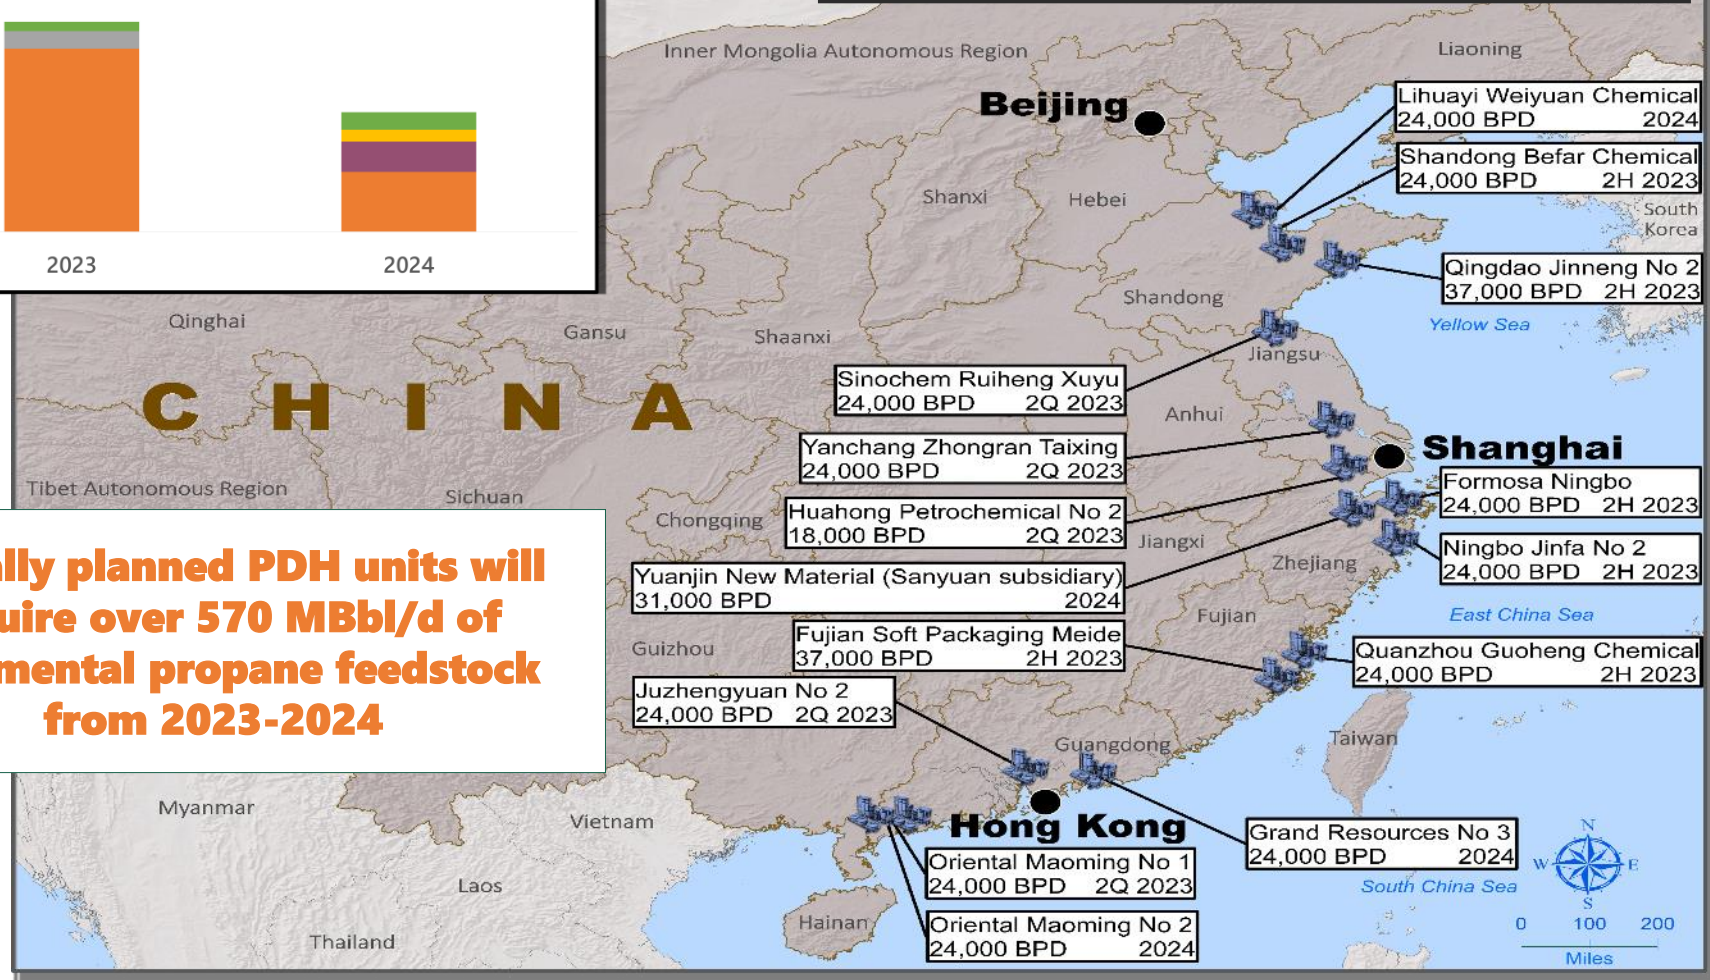 2023
2024
planned PDH units will
over 570 MBbl/d of
propane feedstock
from 2023-2024
Inner Mongolia Autonomous Region
Liaoning
Beijing
Lihuayi Weiyuan Chemical
24,000 BPD 2024
Shandong Befar Chemical
24,000 BPD 2H 2023
Shanxi
Hebei
South
Korea
Qingdao Jinneng No 2
37,000 BPD 2H 2023
Shandong
Yellow Sea
Qinghai
Gansu
Shaanxi
Jiangsu
CHINA
Sinochem Ruiheng Xuyu
24,000 BPD 2Q 2023
Anhui
Yanchang Zhongran Taixing
24,000 BPD 2Q 2023
Shanghai
Tibet Autonomous Region
Sichuan
Formosa Ningbo
24,000 BPD 2H 2023
Chongqing
Huahong Petrochemical No 2
18,000 BPD 2Q 2023
Jiangxi
Zhejiang
Ningbo Jinfa No 2
24,000 BPD 2H 2023
Yuanjin New Material (Sanyuan subsidiary)
31,000 BPD 2024
Fujian
East China Sea
Guizhou
Fujian Soft Packaging Meide
37,000 BPD 2H 2023
Quanzhou Guoheng Chemical
24,000 BPD 2H 2023
Juzhengyuan No 2
24,000 BPD 2Q 2023
Guangdong
Taiwan
Myanmar
Vietnam
Hong Kong
Grand Resources No 3
24,000 BPD 2024
Oriental Maoming No 1
24,000 BPD 2Q 2023
South China Sea
Laos
Hainan
Oriental Maoming No 2
24,000 BPD 2024
Thailand
N
W E
S
0 100 200
Miles